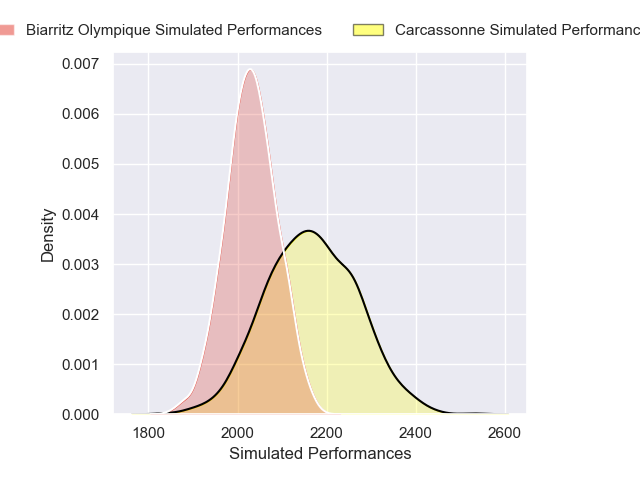 Biarritz Olympique Simulated Performances Carcassonne Simulated
0.007
0.006
0.005
0.004
0.003
0.002
0.001
0.000
Density
1800 2000 2200 2400 2600
Simulated Performances